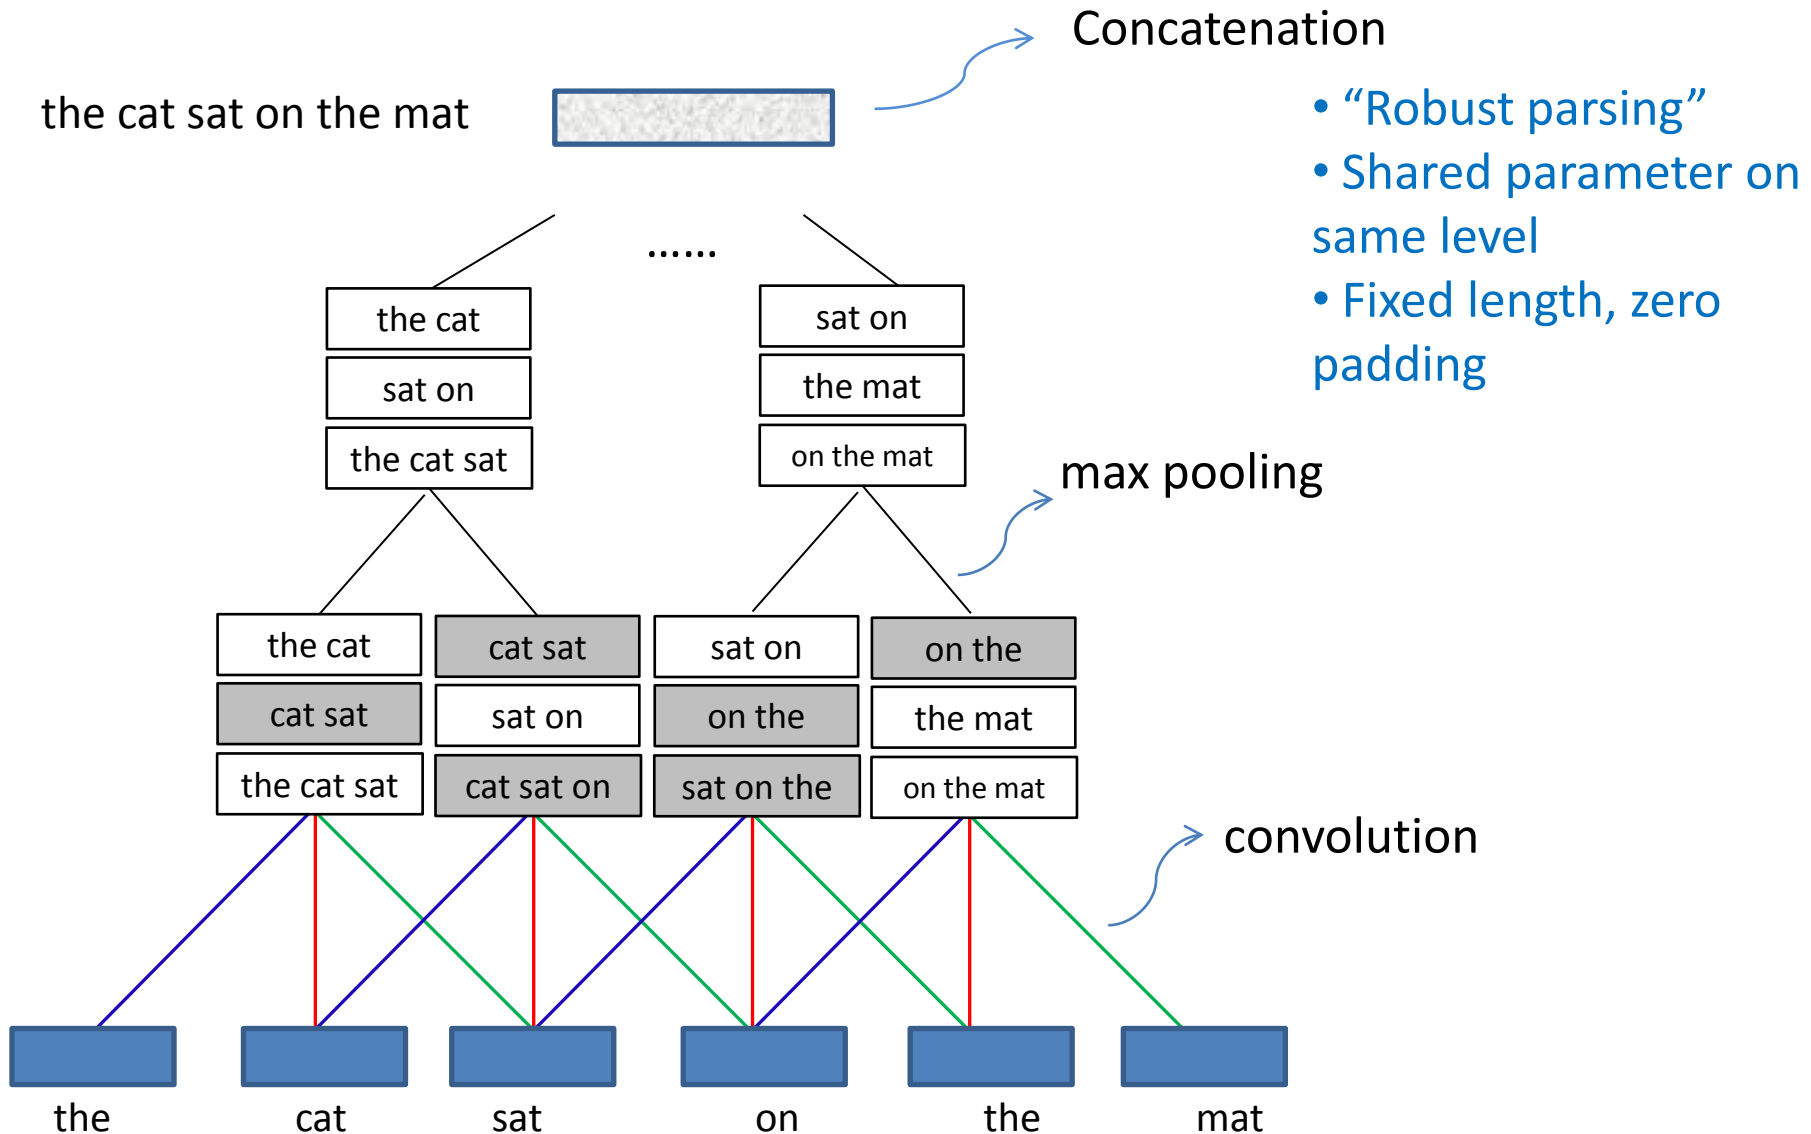 Concatenation
the cat sat on the mat
• “Robust parsing”
• Shared parameter on
same level
• Fixed length, zero
padding
......
the cat
sat on
the cat sat
sat on
the mat
on the mat
max pooling
the cat
cat sat
the cat sat
cat sat
sat on
cat sat on
sat on
on the
sat on the
on the
the mat
on the mat
convolution
the cat sat on the mat